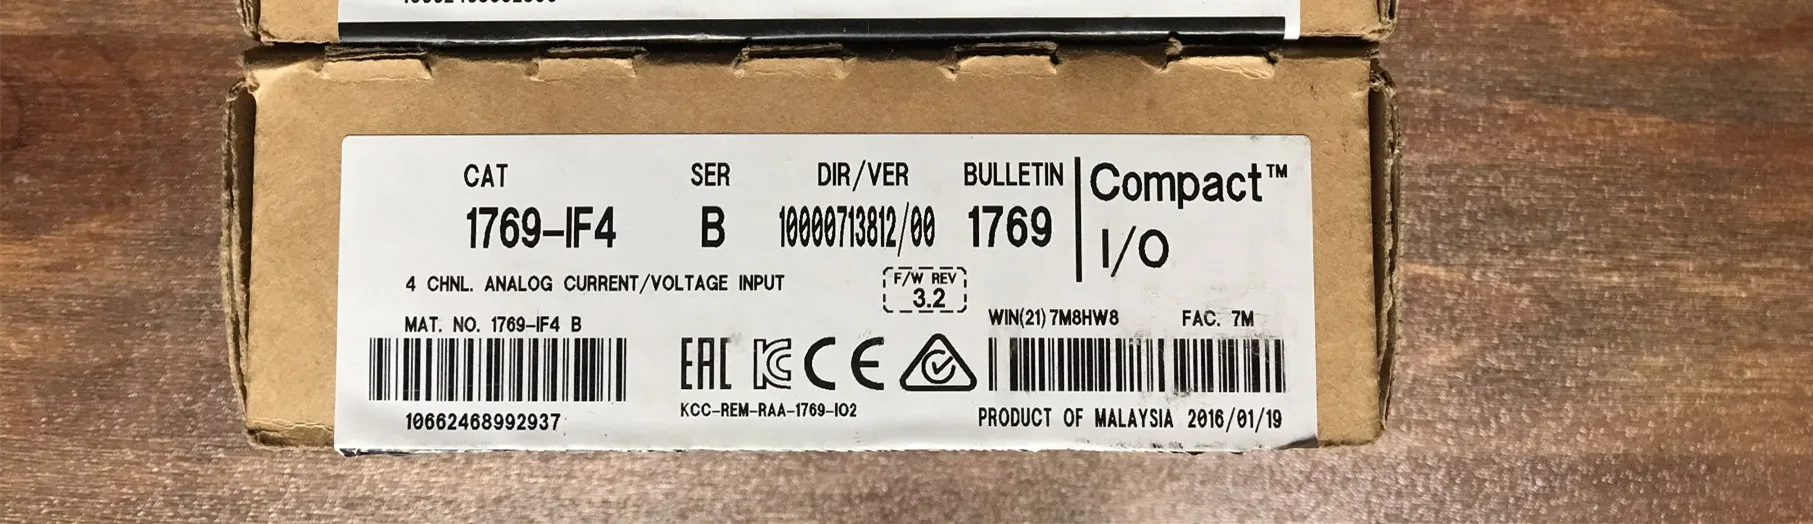 CAT SER DIR/VER BULLETIN
1769-IF4 B 10000713812/00 1769
Compact™
I/O
4 CHNL. ANALOG CURRENT/VOLTAGE INPUT
F/W REV
3.2
MAT. NO. 1769-IF4 B
WIN(21) 7M8HW8 FAC. 7M
EAC KC CE
KCC-REM-RAA-1769-IO2
10662468992937
PRODUCT OF MALAYSIA 2016/01/19